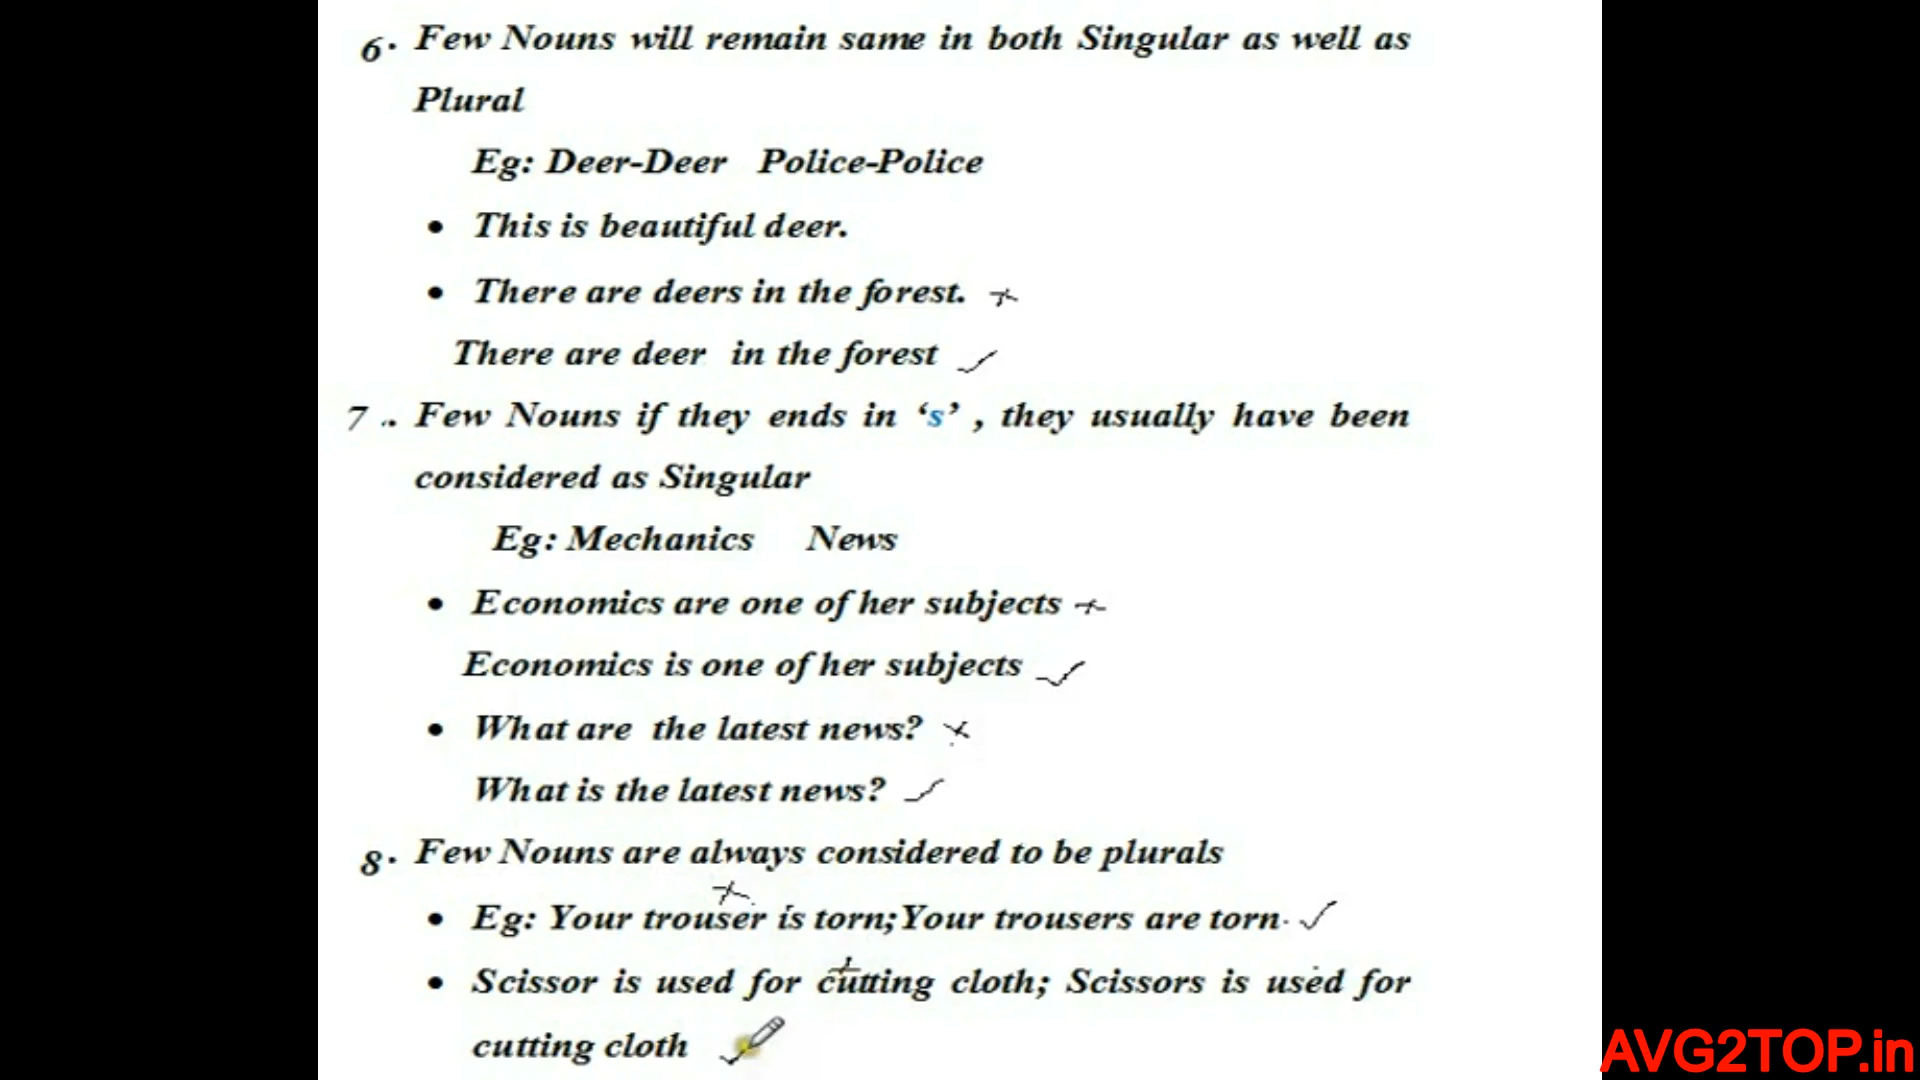 6. Few Nouns will remain same in both Singular as well as
Plural
Eg: Deer-Deer Police-Police
• This is beautiful deer.
• There are deers in the forest.
There are deer in the forest
7 .. Few Nouns if they ends in ‘s’ , they usually have been
considered as Singular
Eg: Mechanics News
• Economics are one of her subjects
Economics is one of her subjects
• What are the latest news?
What is the latest news?
8. Few Nouns are always considered to be plurals
• Eg: Your trouser is torn;Your trousers are torn.
• Scissor is used for cutting cloth; Scissors is used for
cutting cloth
AVG2TOP.in